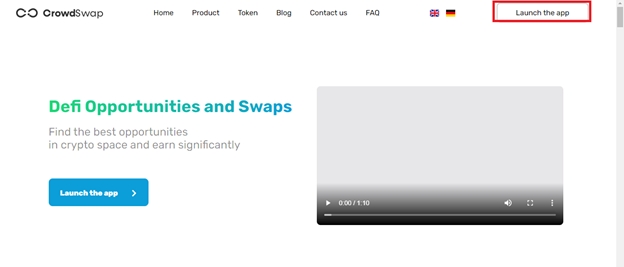 CrowdSwap
Home Product Token Blog Contact us FAQ Launch the app
Defi Opportunities and Swaps
Find the best opportunities
in crypto space and earn significantly
Launch the app
0:00 / 1:10